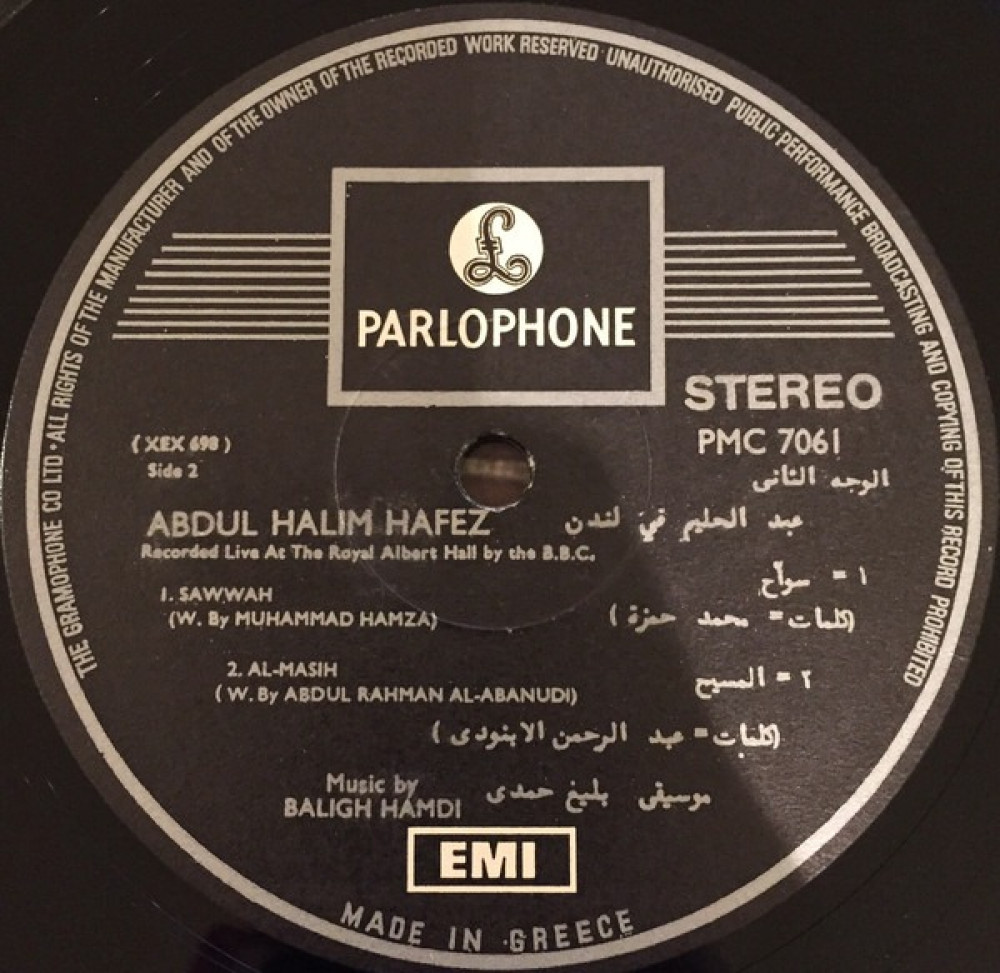 THE GRAMOPHONE CO LTD · ALL RIGHTS OF THE MANUFACTURER AND OF THE OWNER OF THE RECORDED WORK RESERVED · UNAUTHORISED PUBLIC PERFORMANCE BROADCASTING AND COPYING OF THIS RECORD PROHIBITED
£
PARLOPHONE
STEREO
PMC 7061
(XEX 698)
Side 2
الوجه الثانى
ABDUL HALIM HAFEZ عبد الحليم في لندن
Recorded Live At The Royal Albert Hall by the B.B.C.
1. SAWWAH
١ = سوآح
(W. By MUHAMMAD HAMZA)
(كلمات = محمد حمزة)
2. AL-MASIH
٢ = المسيح
(W. By ABDUL RAHMAN AL-ABANUDI)
(كلمات = عبد الرحمن الابنودى)
Music by
BALIGH HAMDI
موسيقى بليغ حمدى
EMI
MADE IN GREECE